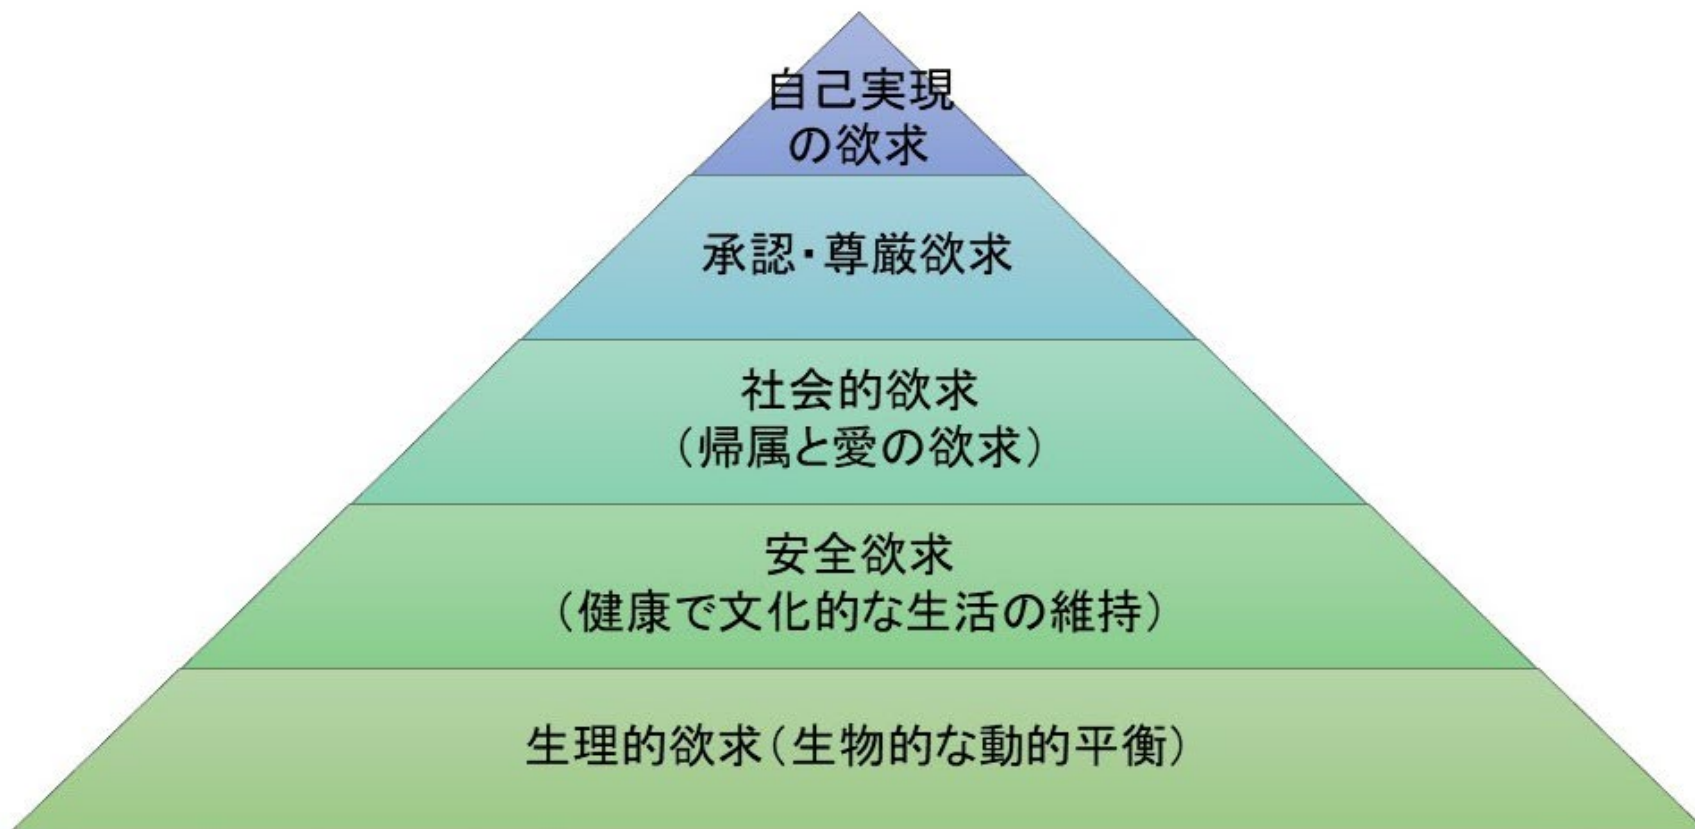 自己実現
の欲求
承認・尊厳欲求
社会的欲求
（帰属と愛の欲求）
安全欲求
（健康で文化的な生活の維持）
生理的欲求（生物的な動的平衡）